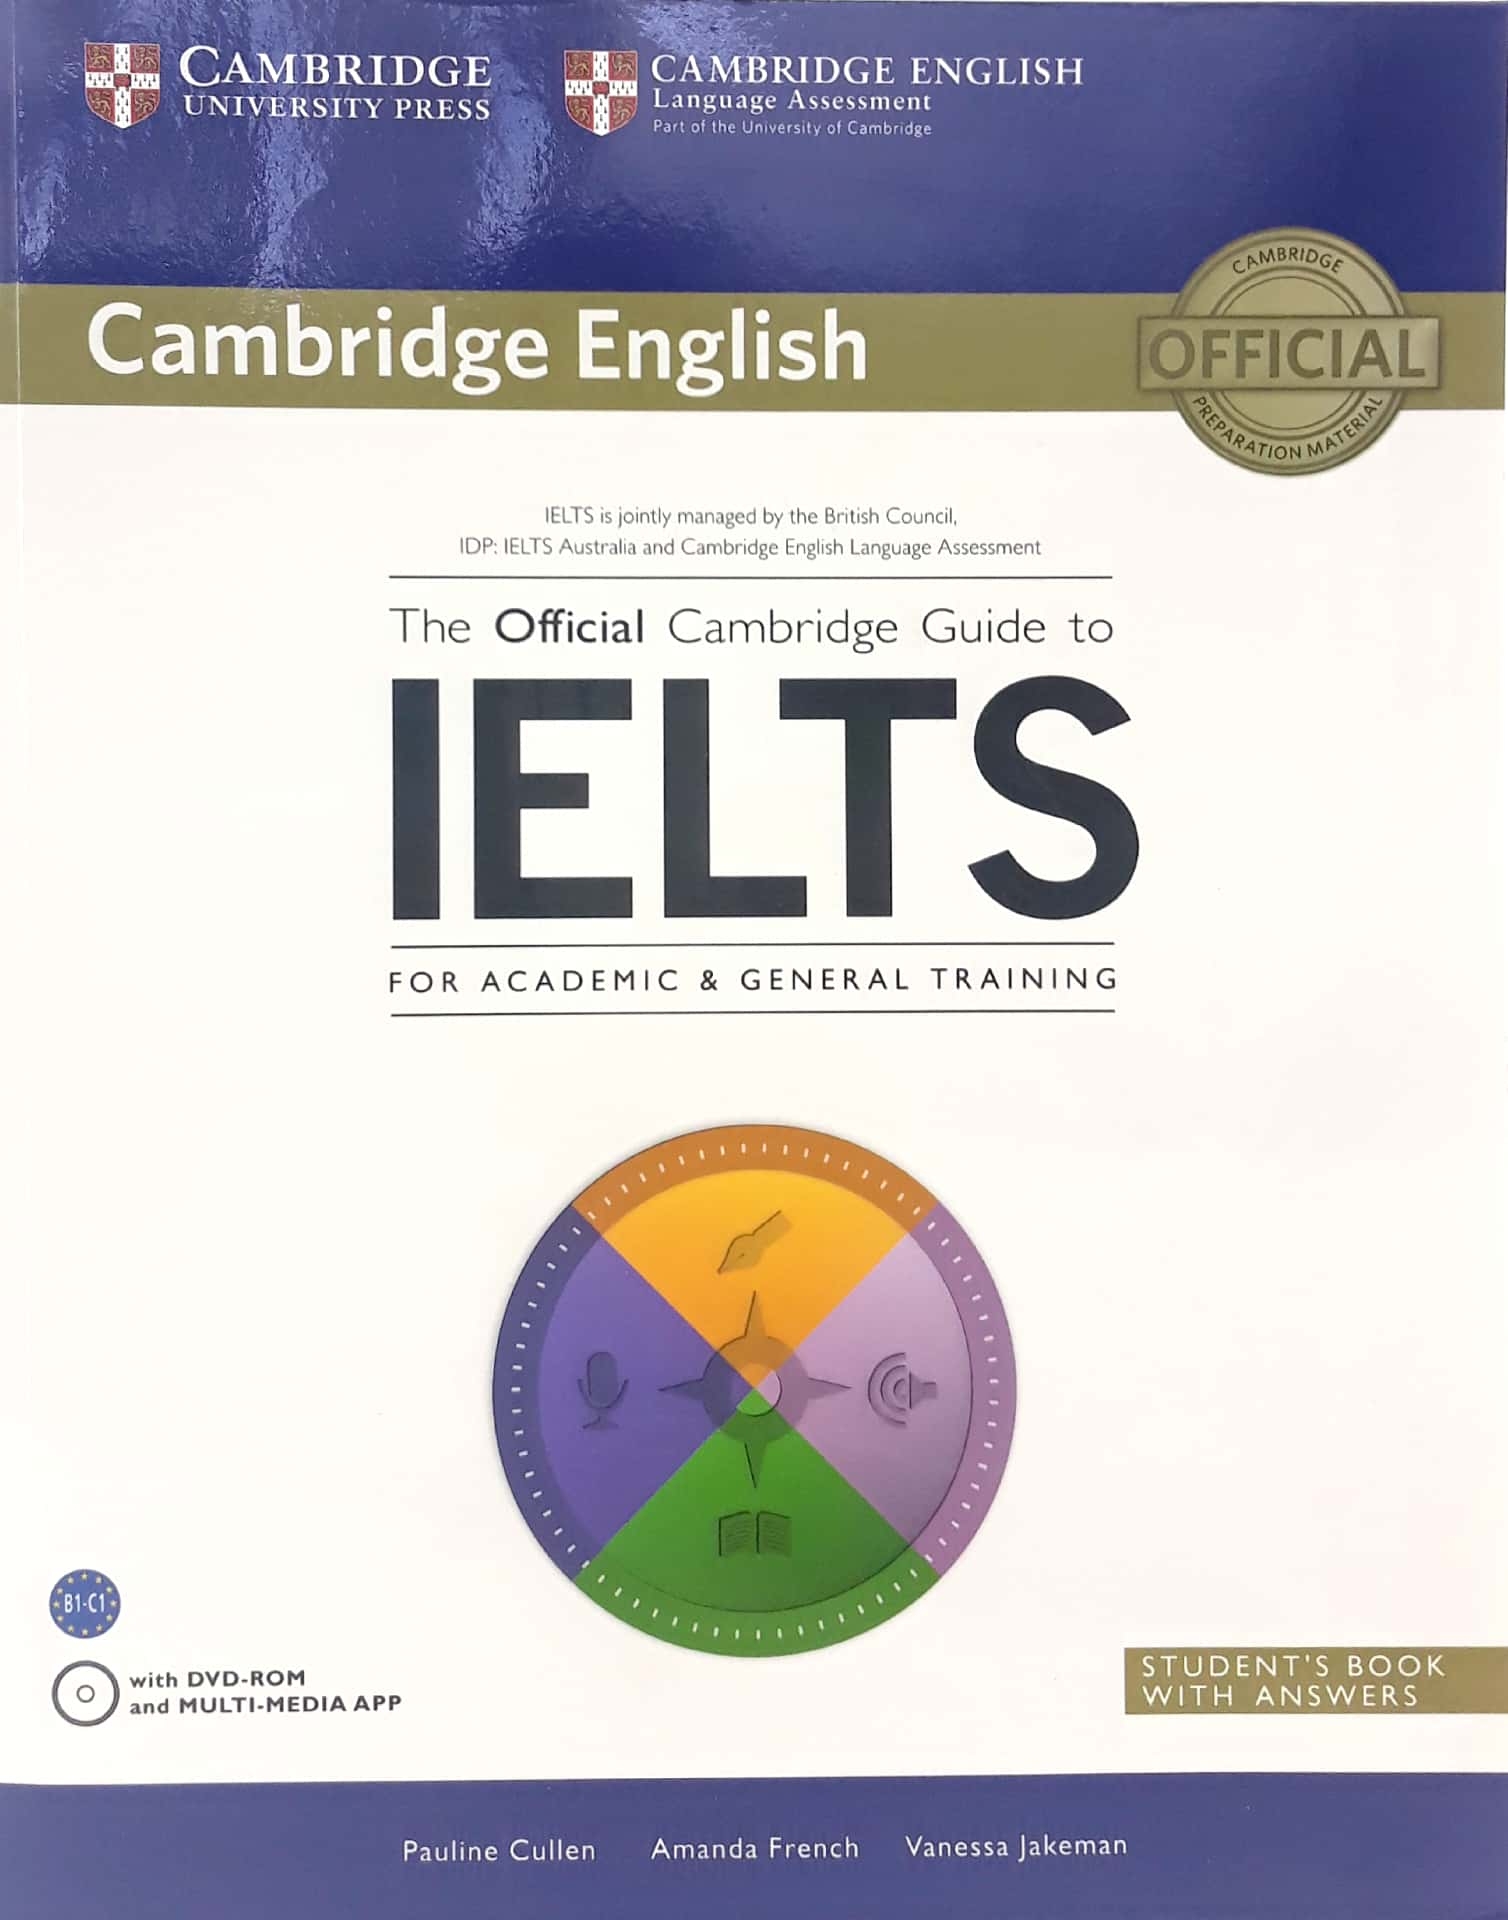 CAMBRIDGE
UNIVERSITY PRESS
CAMBRIDGE ENGLISH
Language Assessment
Part of the University of Cambridge
Cambridge English
CAMBRIDGE
OFFICIAL
PREPARATION MATERIAL
IELTS is jointly managed by the British Council,
IDP: IELTS Australia and Cambridge English Language Assessment
The Official Cambridge Guide to
IELTS
FOR ACADEMIC & GENERAL TRAINING
B1-C1
with DVD-ROM
and MULTI-MEDIA APP
STUDENT'S BOOK
WITH ANSWERS
Pauline Cullen Amanda French Vanessa Jakeman